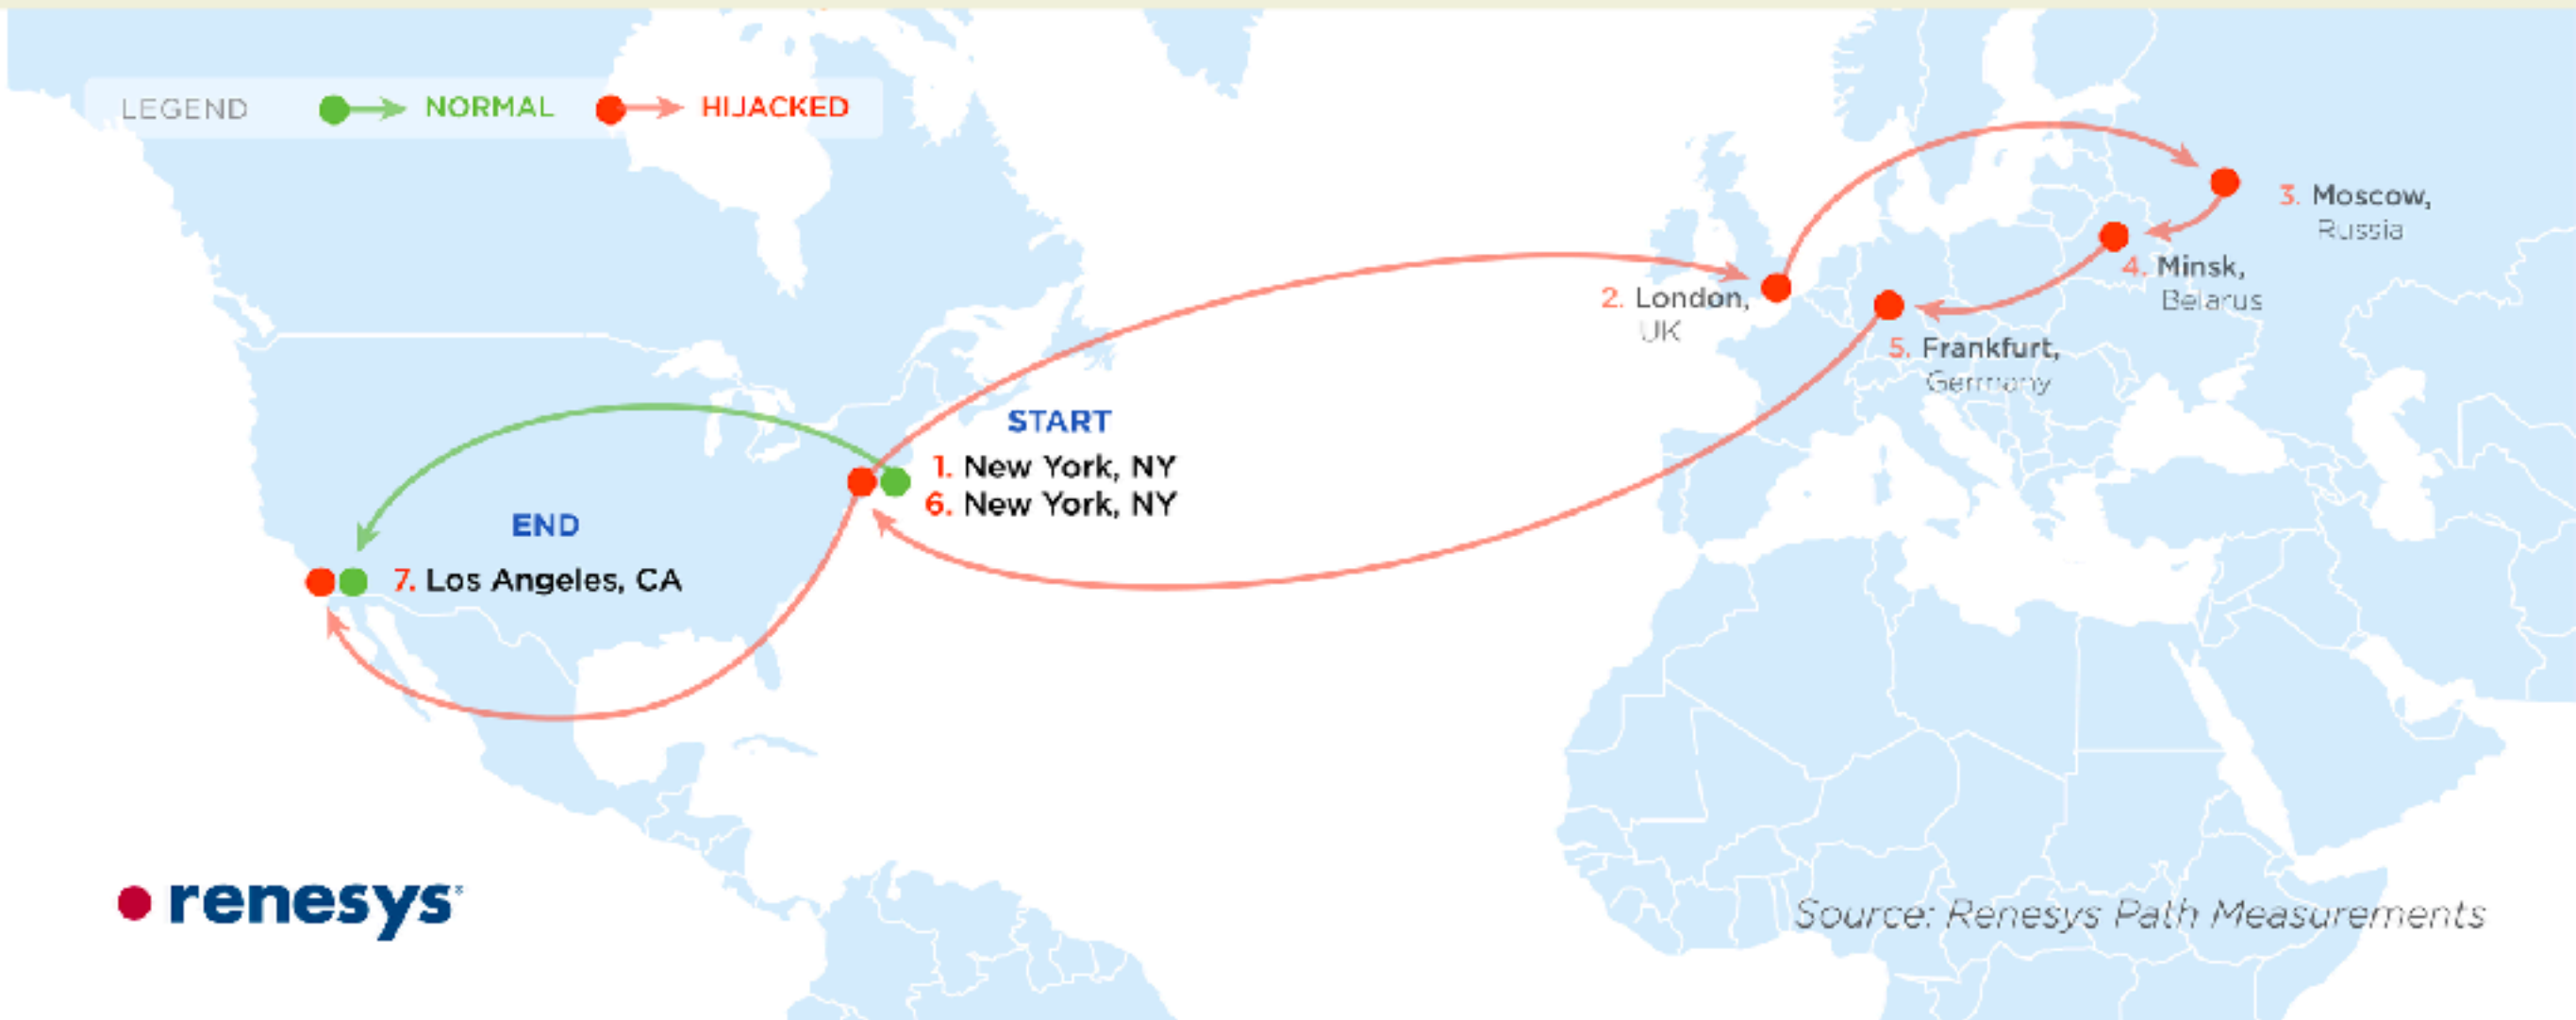 LEGEND NORMAL HIJACKED
3. Moscow,
Russia
4. Minsk,
Belarus
2. London,
UK
5. Frankfurt,
Germany
START
1. New York, NY
6. New York, NY
END
7. Los Angeles, CA
renesys
Source: Renesys Path Measurements